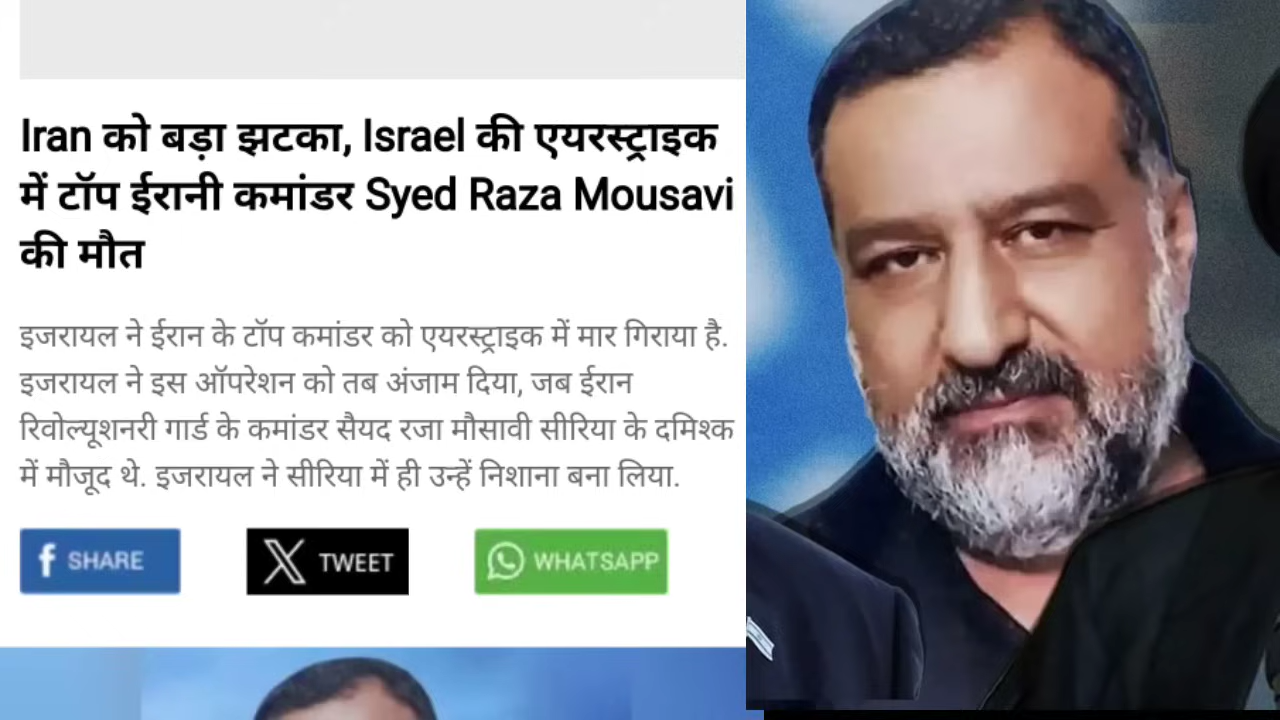 Iran को बड़ा झटका, Israel की एयरस्ट्राइक
में टॉप ईरानी कमांडर Syed Raza Mousavi
की मौत
इजरायल ने ईरान के टॉप कमांडर को एयरस्ट्राइक में मार गिराया है.
इजरायल ने इस ऑपरेशन को तब अंजाम दिया, जब ईरान
रिवोल्यूशनरी गार्ड के कमांडर सैयद रजा मौसावी सीरिया के दमिश्क
में मौजूद थे. इजरायल ने सीरिया में ही उन्हें निशाना बना लिया.
SHARE
TWEET
WHATSAPP